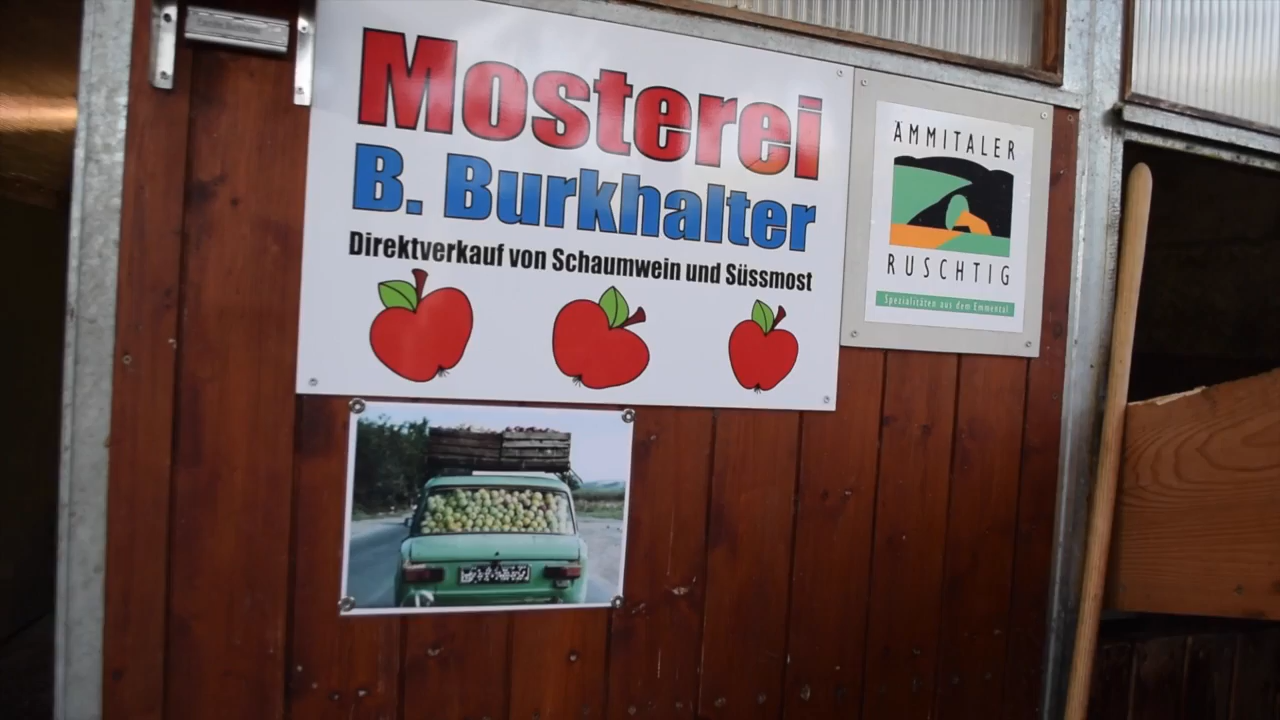 Mosterei
B. Burkhalter
Direktverkauf von Schaumwein und Süssmost
ÄMMITALER
RUSCHTIG
Spezialitäten aus dem Emmental